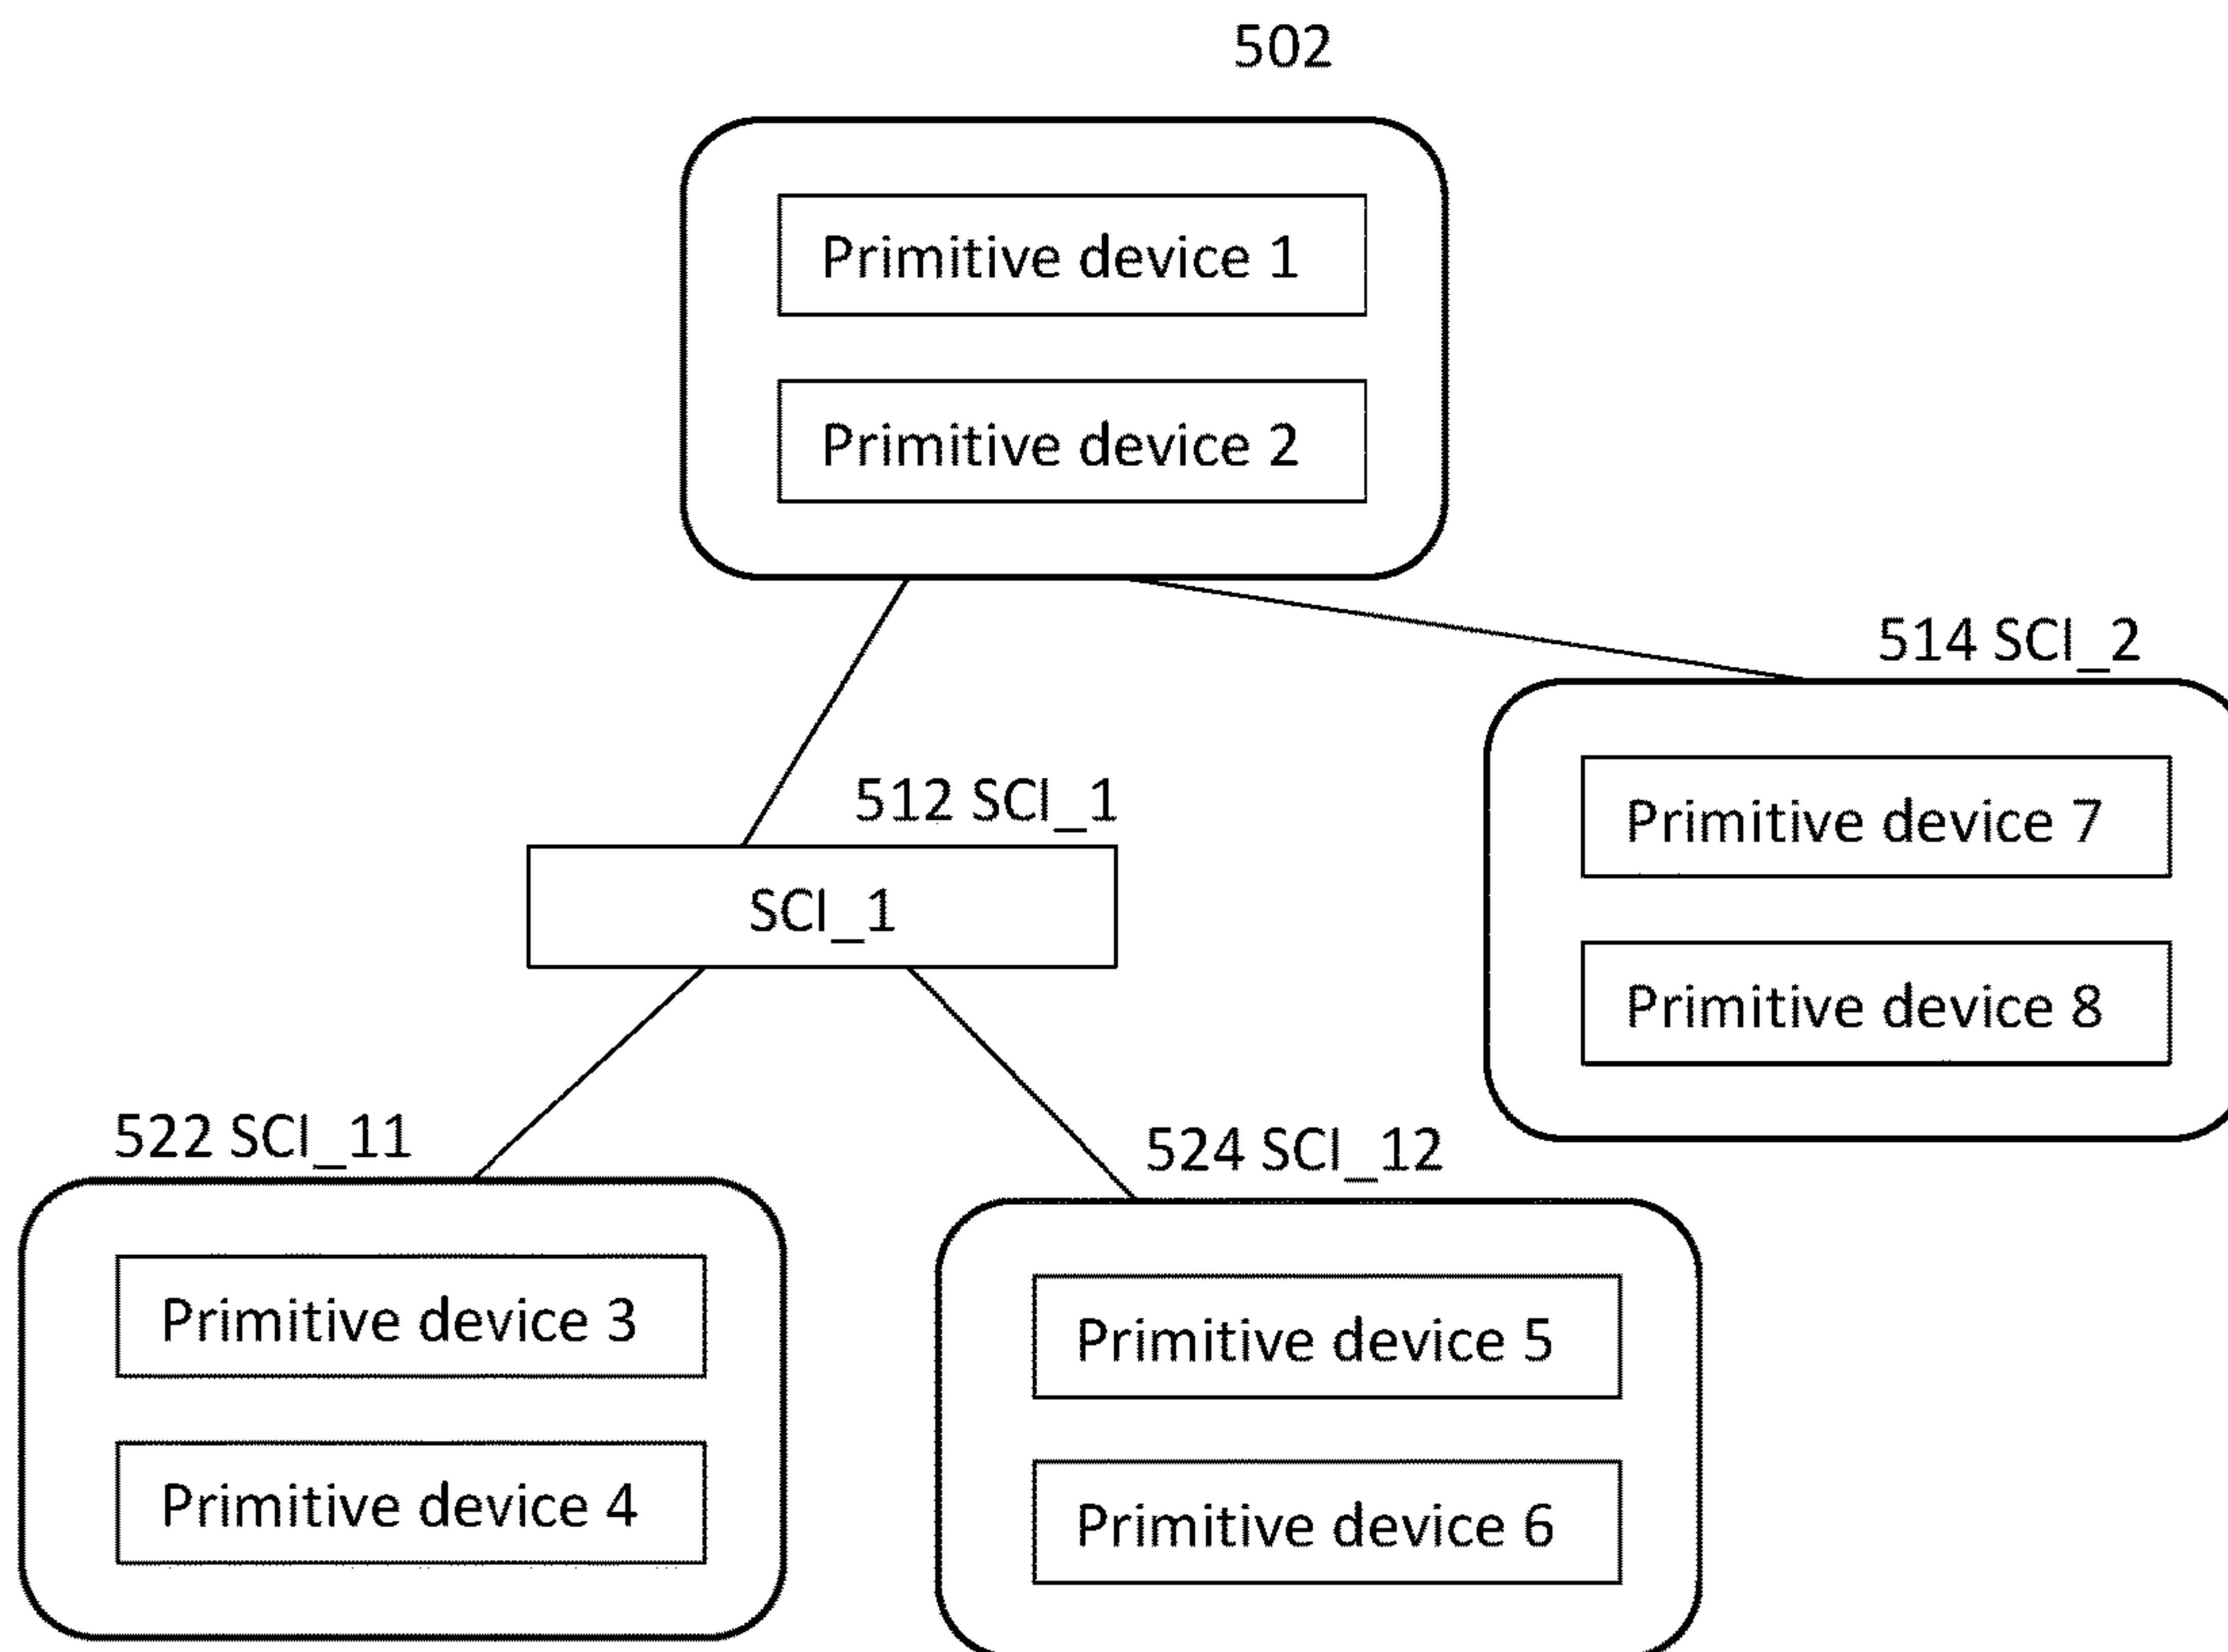 502
Primitive device 1
Primitive device 2
514 SCI_2
Primitive device 7
Primitive device 8
512 SCI_1
SCI_1
522 SCI_11
Primitive device 3
Primitive device 4
524 SCI_12
Primitive device 5
Primitive device 6